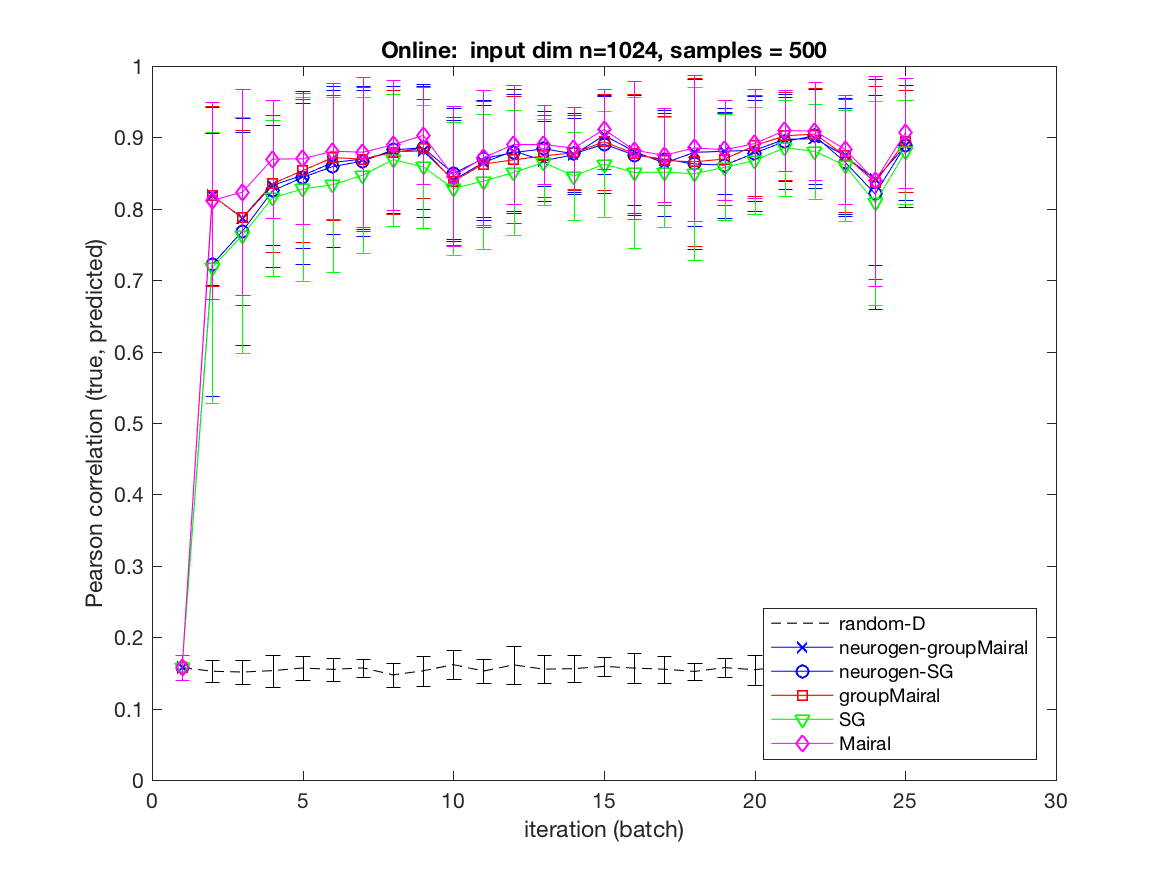 Online:  input dim n=1024, samples = 500
Pearson correlation (true, predicted)
1
0.9
0.8
0.7
0.6
0.5
0.4
0.3
0.2
0.1
0
0 5 10 15 20 25 30
iteration (batch)
random-D
neurogen-groupMairal
neurogen-SG
groupMairal
SG
Mairal